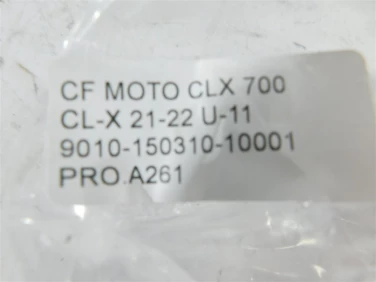 CF MOTO CLX 700
CL-X 21-22 U-11
9010-150310-10001
PRO.A261